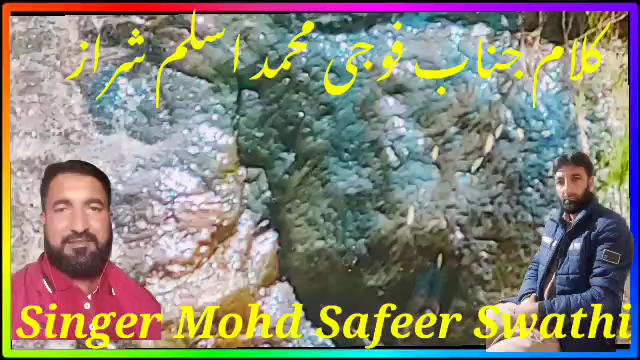 کلام جناب فوجی محمد اسلم شراز
Singer Mohd Safeer Swathi